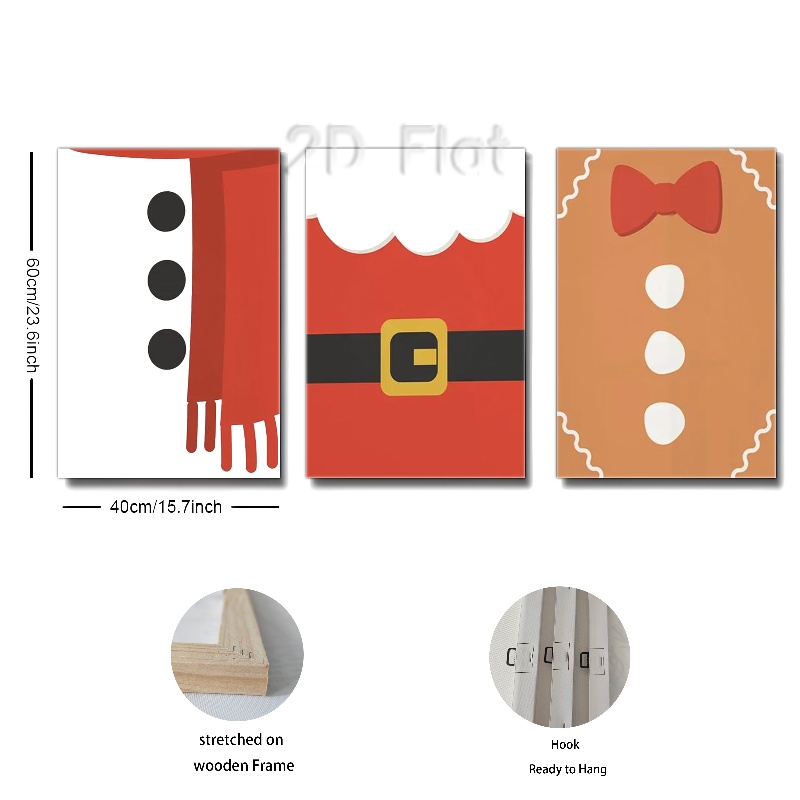 2D Flat
60cm/23.6inch
40cm/15.7inch
stretched on
wooden Frame
Hook
Ready to Hang